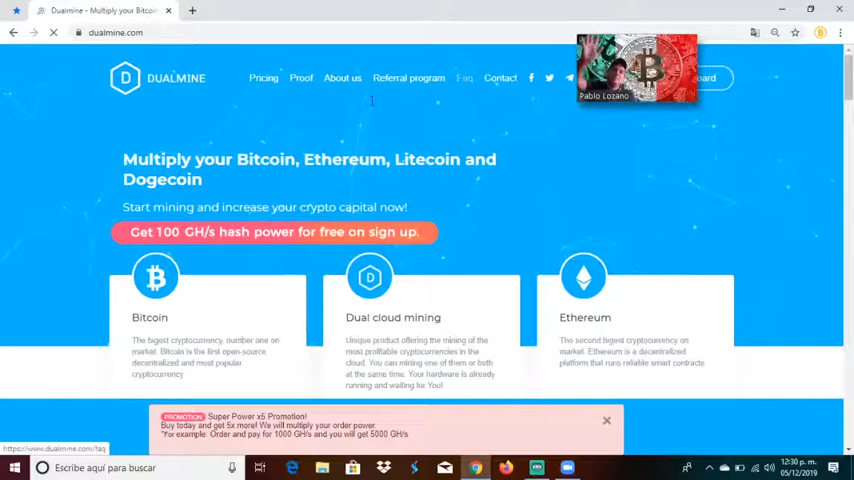 Dualmine - Multiply your Bitcoin
dualmine.com
DUALMINE
Pricing Proof About us Referral program Faq Contact
Pablo Lozano
Multiply your Bitcoin, Ethereum, Litecoin and
Dogecoin
Start mining and increase your crypto capital now!
Get 100 GH/s hash power for free on sign up.
Bitcoin
The bigest cryptocurrency, number one on
market. Bitcoin is the first open-source,
decentralized and most popular
cryptocurrency
Dual cloud mining
Unique product offering the mining of the
most profitable cryptocurrencies in the
cloud. You can mining one of them or both
at the same time. Your hardware is already
running and waiting for You!
Ethereum
The second bigest cryptocurrency on
market. Ethereum is a decentralized
platform that runs reliable smart contracts
PROMOTION Super Power x5 Promotion!
Buy today and get 5x more! We will multiply your order power.
*For example: Order and pay for 1000 GH/s and you will get 5000 GH/s
https://www.dualmine.com/faq
Escribe aquí para buscar
12:30 p. m.
05/12/2019